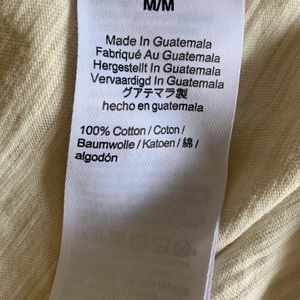 M/M
Made In Guatemala
Fabriqué Au Guatemala
Hergestellt In Guatemala
Vervaardigd In Guatemala
グアテマラ製
hecho en guatemala
100% Cotton / Coton /
Baumwolle / Katoen / 綿 /
algodón